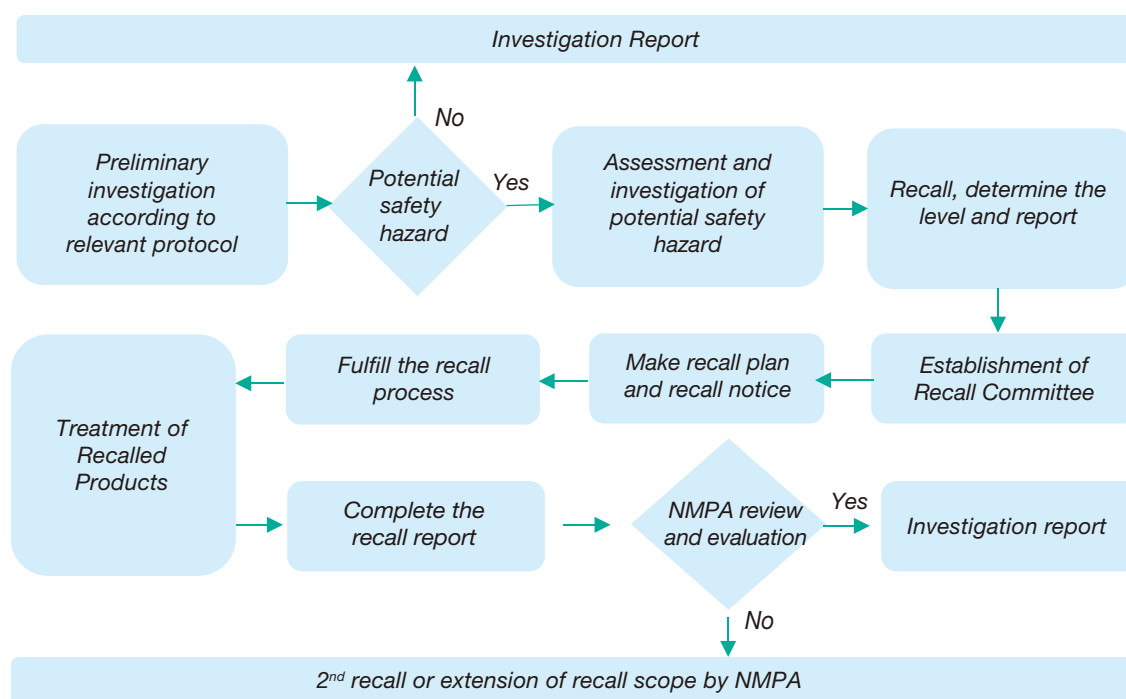 Investigation Report
No
Preliminary
investigation
according to
relevant protocol
Potential
safety
hazard
Yes
Assessment and
investigation of
potential safety
hazard
Recall, determine the
level and report
Establishment of
Recall Committee
Make recall plan
and recall notice
Fulfill the recall
process
Treatment of
Recalled
Products
Complete the
recall report
NMPA review
and evaluation
Yes
Investigation report
No
2nd recall or extension of recall scope by NMPA